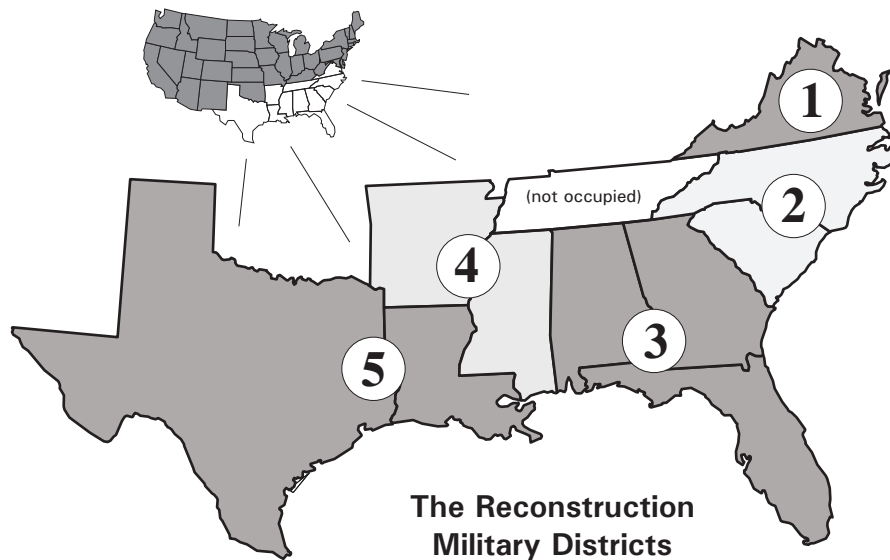 1
(not occupied)
2
4
3
5
The Reconstruction
Military Districts